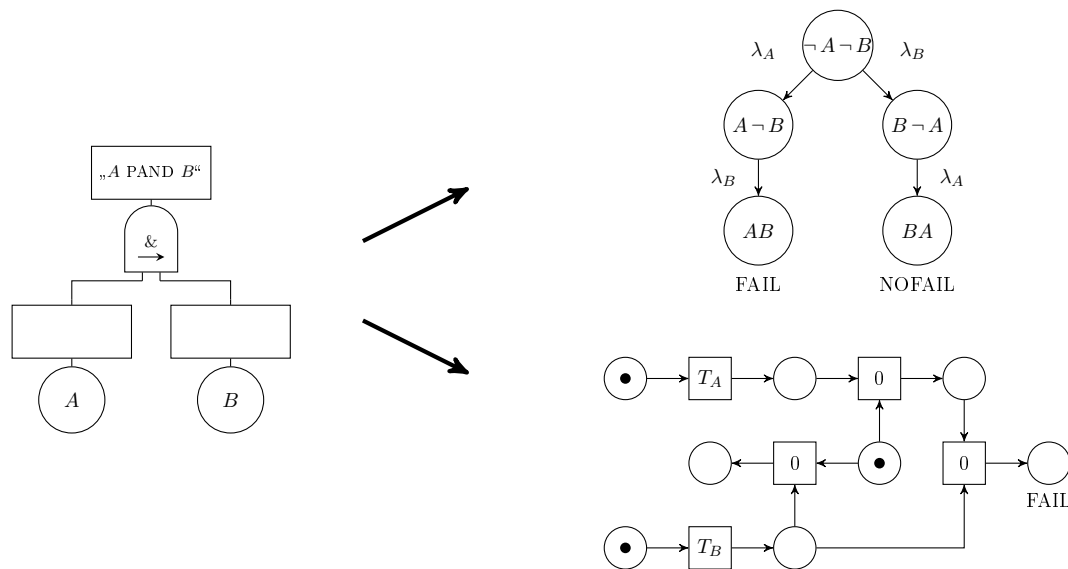 „A PAND B“
&
A B
λ_A ¬A¬B λ_B
A¬B B¬A
λ_B λ_A
AB BA
FAIL NOFAIL
T_A 0
0 0
FAIL
T_B